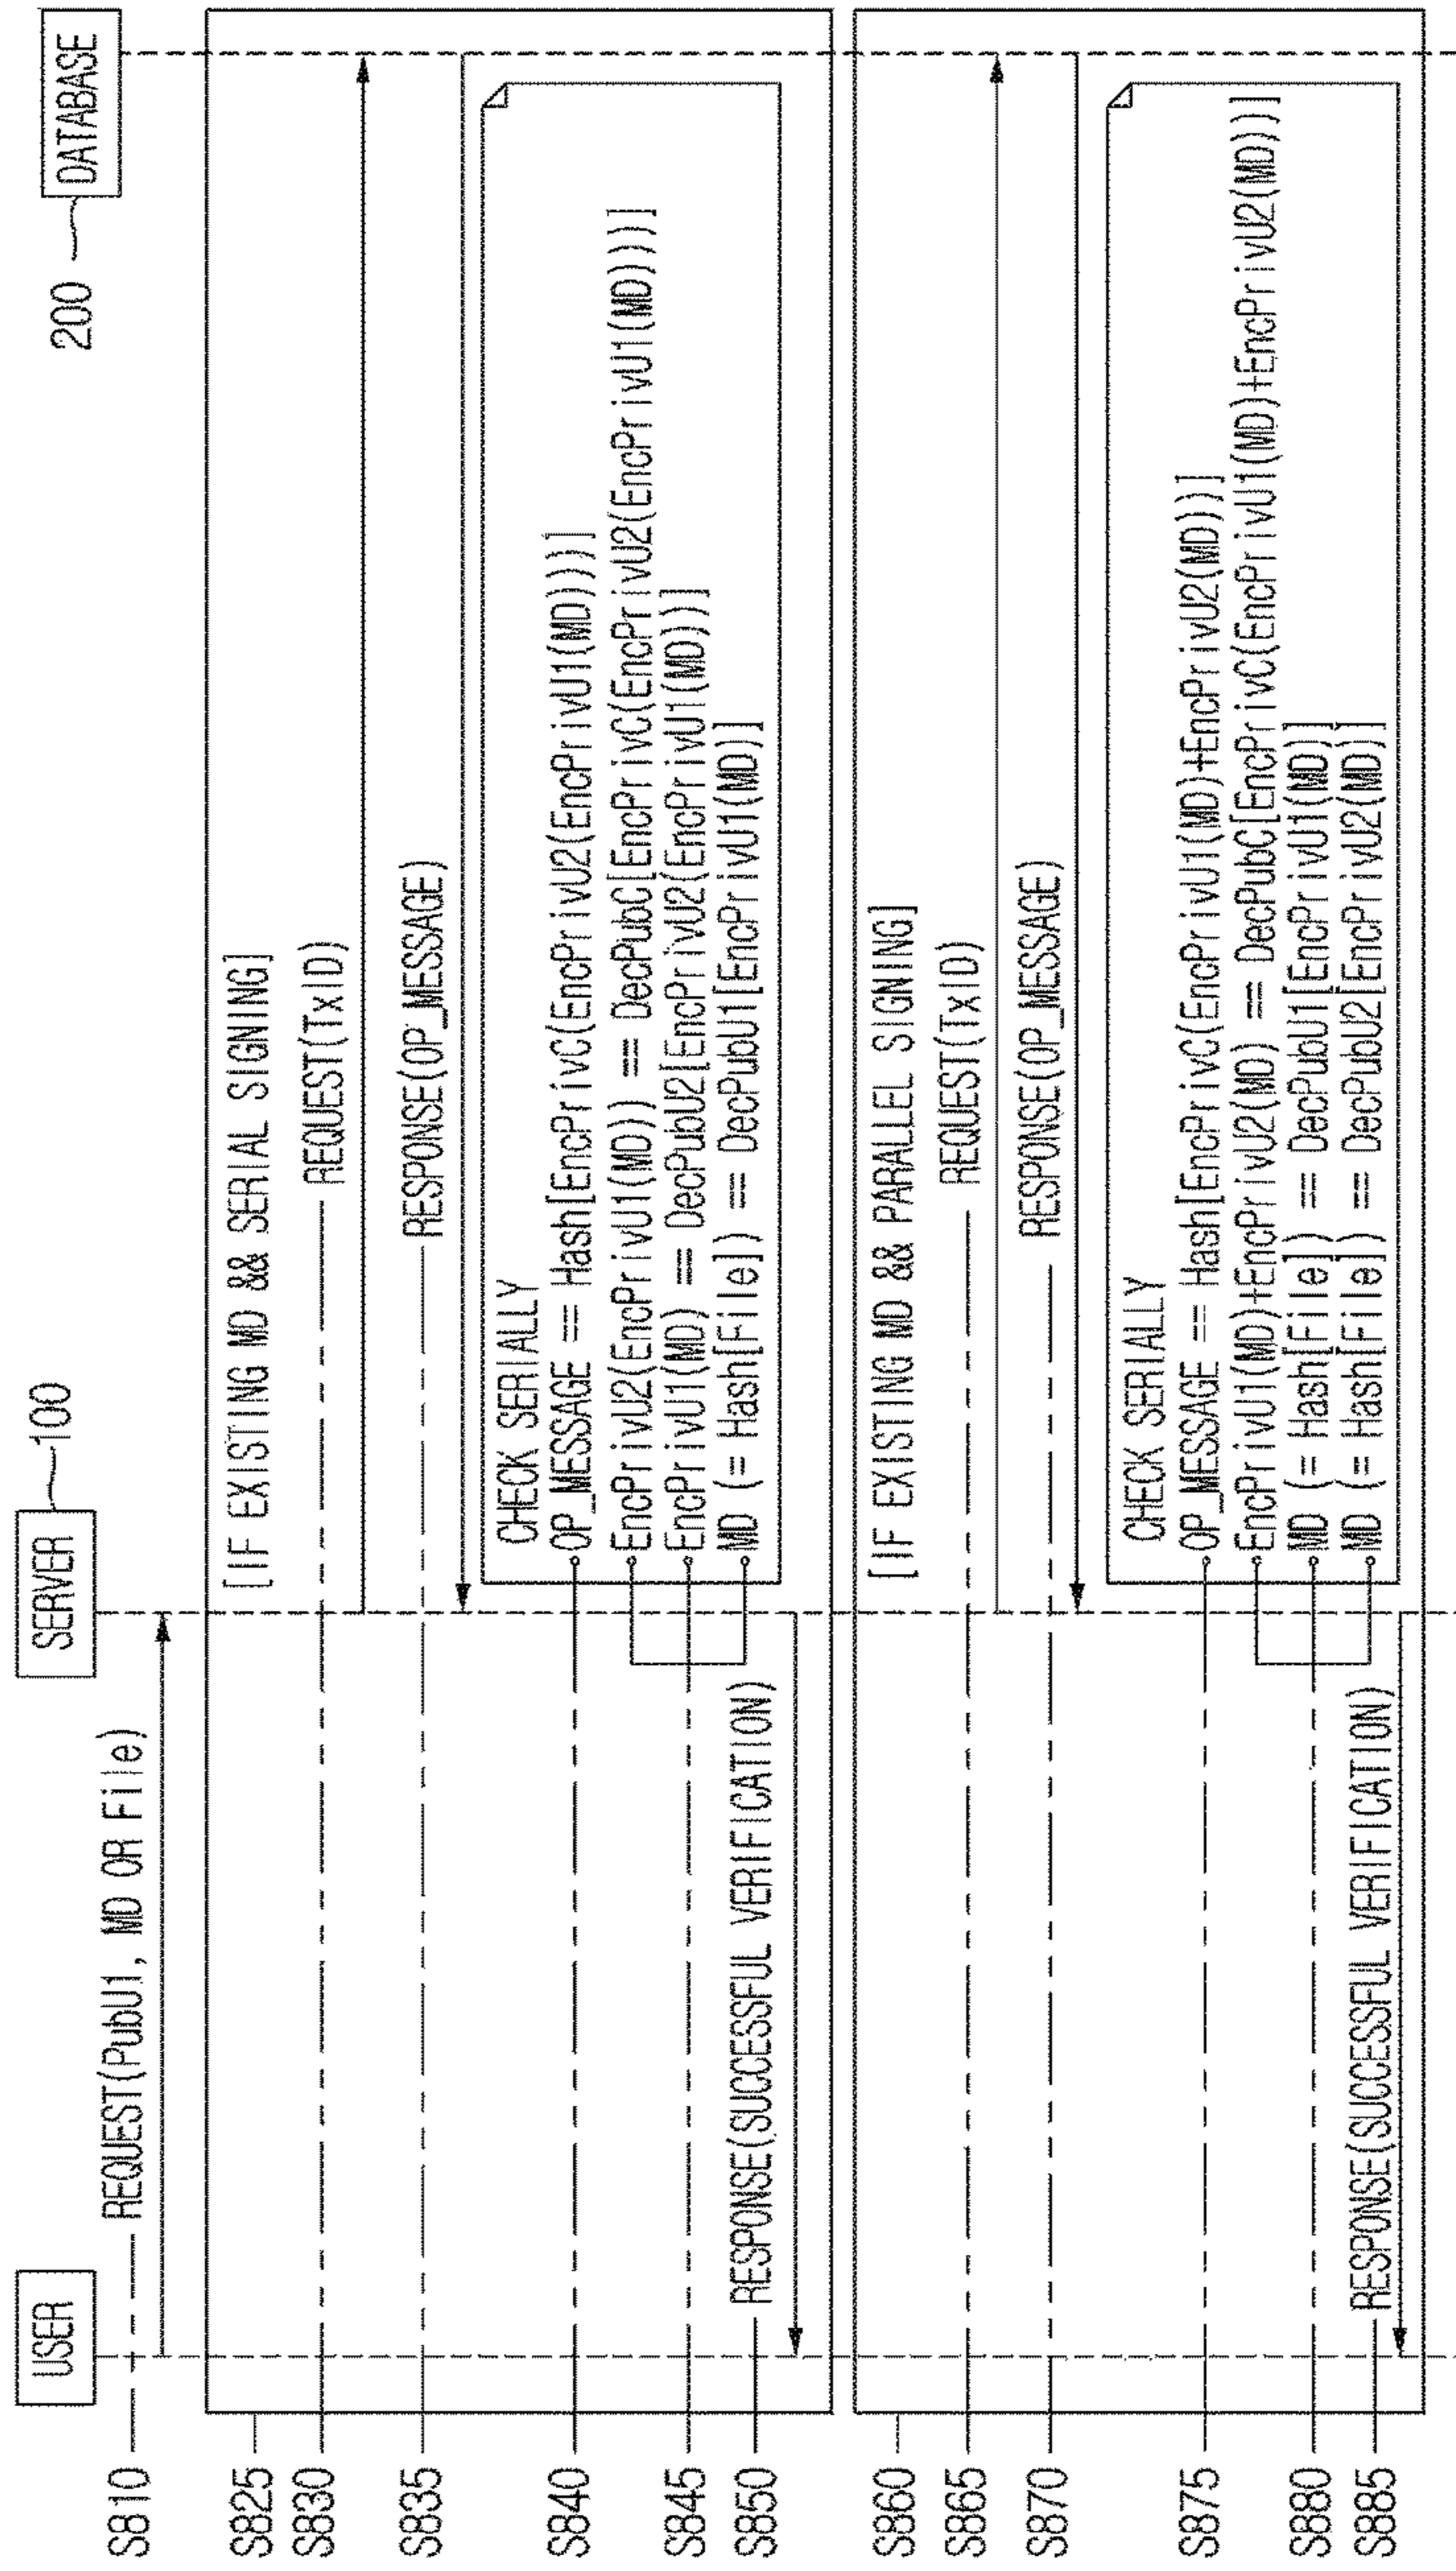 USER
SERVER
100
DATABASE
200
S810
REQUEST(PubU1, MD OR File)
S825
[IF EXISTING MD && SERIAL SIGNING]
S830
REQUEST(TxID)
S835
RESPONSE(OP_MESSAGE)
CHECK SERIALLY
S840
OP_MESSAGE == Hash[EncPrivC(EncPrivU2(EncPrivU1(MD)))]
EncPrivU2(EncPrivU1(MD)) == DecPubC[EncPrivC(EncPrivU2(EncPrivU1(MD)))]
S845
EncPrivU1(MD) == DecPubU2[EncPrivU2(EncPrivU1(MD))]
MD (= Hash[File]) == DecPubU1[EncPrivU1(MD)]
S850
RESPONSE(SUCCESSFUL VERIFICATION)
S860
[IF EXISTING MD && PARALLEL SIGNING]
S865
REQUEST(TxID)
S870
RESPONSE(OP_MESSAGE)
CHECK SERIALLY
S875
OP_MESSAGE == Hash[EncPrivC(EncPrivU1(MD)+EncPrivU2(MD))]
EncPrivU1(MD)+EncPrivU2(MD) == DecPubC[EncPrivC(EncPrivU1(MD)+EncPrivU2(MD))]
S880
MD (= Hash[File]) == DecPubU1[EncPrivU1(MD)]
MD (= Hash[File]) == DecPubU2[EncPrivU2(MD)]
S885
RESPONSE(SUCCESSFUL VERIFICATION)